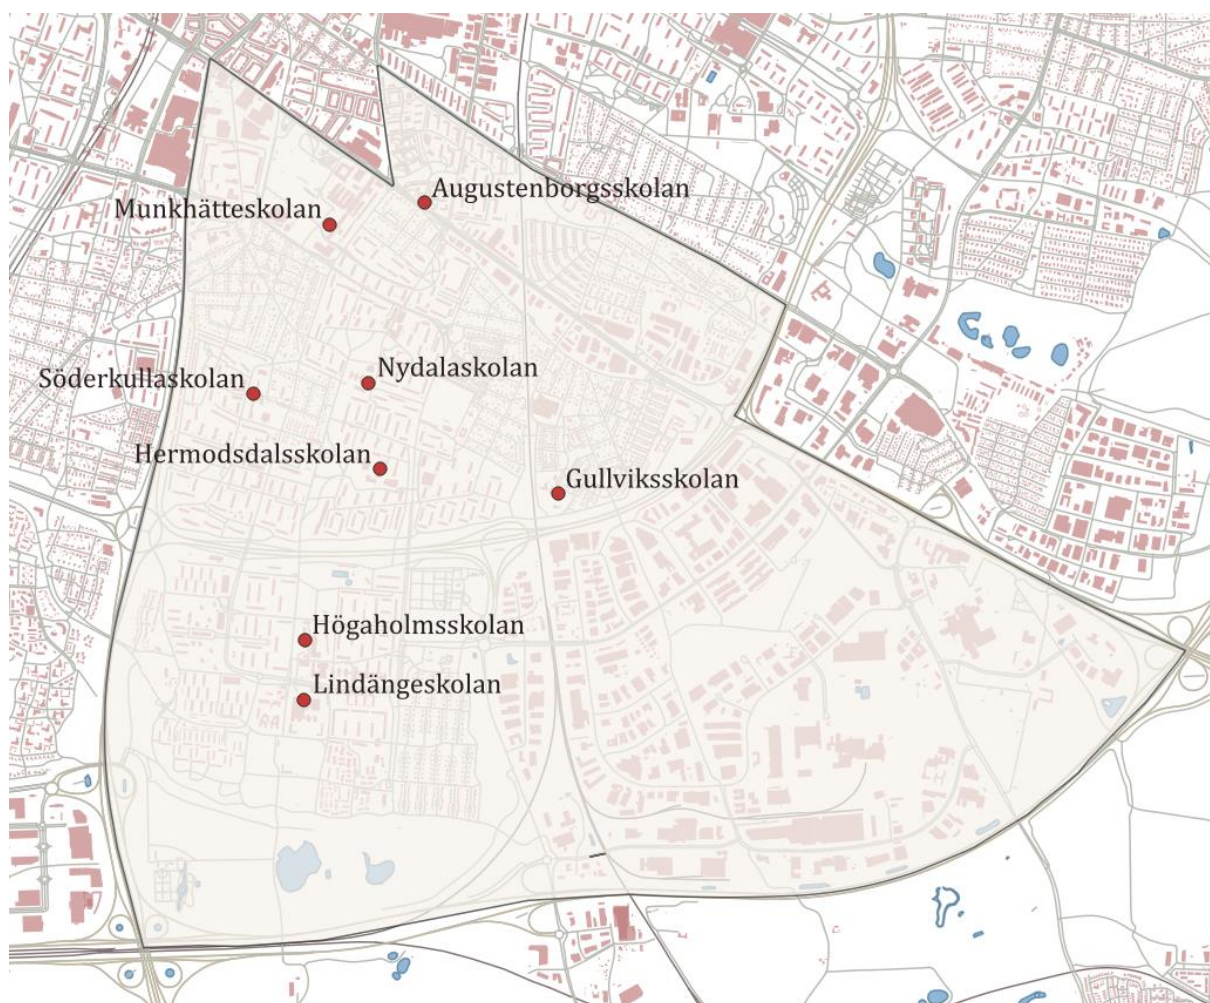 Augustenborgsskolan
Munkhätteskolan
Nydalaskolan
Söderkullaskolan
Hermodsdalsskolan
Gullviksskolan
Högaholmsskolan
Lindängeskolan